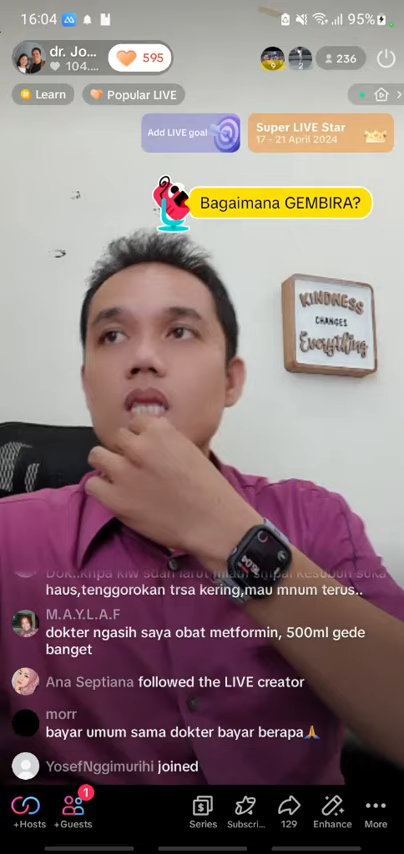 16:04
95%
dr. Jo...
104....
595
9
2
236
Learn
Popular LIVE
Add LIVE goal
Super LIVE Star
17 - 21 April 2024
Bagaimana GEMBIRA?
KINDNESS
CHANGES
Everything
haus,tenggorokan trsa kering,mau mnum terus..
M.A.Y.L.A.F
dokter ngasih saya obat metformin, 500ml gede
banget
Ana Septiana followed the LIVE creator
morr
bayar umum sama dokter bayar berapa🙏
YosefNggimurihi joined
1
+Hosts
+Guests
Series
Subscri...
129
Enhance
More